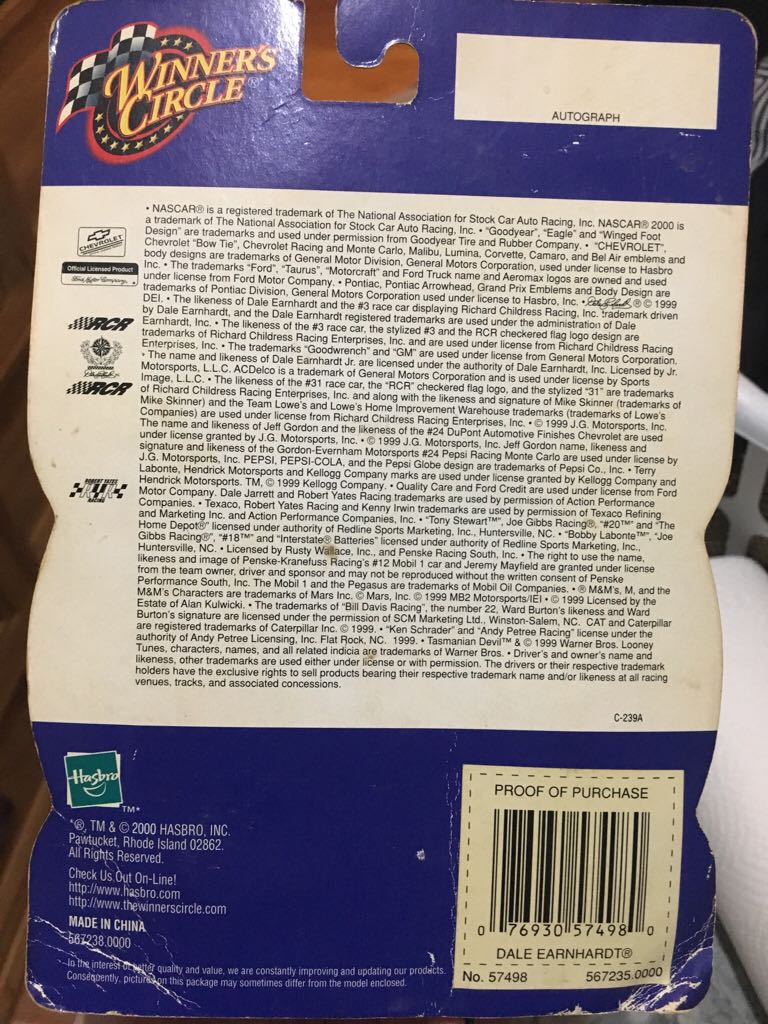 WINNER'S
CIRCLE®
AUTOGRAPH
• NASCAR® is a registered trademark of The National Association for Stock Car Auto Racing, Inc. NASCAR® 2000 is
a trademark of The National Association for Stock Car Auto Racing, Inc. • "Goodyear", "Eagle" and "Winged Foot
Design" are trademarks and used under permission from Goodyear Tire and Rubber Company. • "CHEVROLET",
Chevrolet "Bow Tie", Chevrolet Racing and Monte Carlo, Malibu, Lumina, Corvette, Camaro, and Bel Air emblems and
body designs are trademarks of General Motor Division, General Motors Corporation, used under license to Hasbro
Inc. • The trademarks "Ford", "Taurus", "Motorcraft" and Ford Truck name and Aeromax logos are owned and used
under license from Ford Motor Company. • Pontiac, Pontiac Arrowhead, Grand Prix Emblems and Body Design are
trademarks of Pontiac Division, General Motors Corporation used under license to Hasbro, Inc. • ® © 1999
DEI. • The likeness of Dale Earnhardt and the #3 race car displaying Richard Childress Racing, Inc. trademark driven
by Dale Earnhardt, and the Dale Earnhardt registered trademarks are used under the administration of Dale
Earnhardt, Inc. • The likeness of the #3 race car, the stylized #3 and the RCR checkered flag logo design are
trademarks of Richard Childress Racing Enterprises, Inc. and are used under license from Richard Childress Racing
Enterprises, Inc. • The trademarks "Goodwrench" and "GM" are used under license from General Motors Corporation.
• The name and likeness of Dale Earnhardt Jr. are licensed under the authority of Dale Earnhardt, Inc. Licensed by Jr.
Motorsports, L.L.C. ACDelco is a trademark of General Motors Corporation and is used under license by Sports
Image, L.L.C. • The likeness of the #31 race car, the "RCR" checkered flag logo, and the stylized "31" are trademarks
of Richard Childress Racing Enterprises, Inc. and along with the likeness and signature of Mike Skinner (trademarks of
Mike Skinner) and the Team Lowe's and Lowe's Home Improvement Warehouse trademarks (trademarks of Lowe's
Companies) are used under license from Richard Childress Racing Enterprises, Inc. • © 1999 J.G. Motorsports, Inc.
The name and likeness of Jeff Gordon and the likeness of the #24 DuPont Automotive Finishes Chevrolet are used
under license granted by J.G. Motorsports, Inc. • © 1999 J.G. Motorsports, Inc. Jeff Gordon name, likeness and
signature and likeness of the Gordon-Evernham Motorsports #24 Pepsi Racing Monte Carlo are used under license by
J.G. Motorsports, Inc. PEPSI, PEPSI-COLA, and the Pepsi Globe design are trademarks of Pepsi Co., Inc. • Terry
Labonte, Hendrick Motorsports and Kellogg Company marks are used under license granted by Kellogg Company and
Hendrick Motorsports. TM, © 1999 Kellogg Company. • Quality Care and Ford Credit are used under license from Ford
Motor Company. Dale Jarrett and Robert Yates Racing trademarks are used by permission of Action Performance
Companies. • Texaco, Robert Yates Racing and Kenny Irwin trademarks are used by permission of Texaco Refining
and Marketing Inc. and Action Performance Companies, Inc. • "Tony Stewart™", Joe Gibbs Racing®, "#20™" and "The
Home Depot®" licensed under authority of Redline Sports Marketing, Inc., Huntersville, NC. • "Bobby Labonte™", "Joe
Gibbs Racing®", "#18™" and "Interstate® Batteries" licensed under authority of Redline Sports Marketing, Inc.,
Huntersville, NC. • Licensed by Rusty Wallace, Inc., and Penske Racing South, Inc. • The right to use the name,
likeness and image of Penske-Kranefuss Racing's #12 Mobil 1 car and Jeremy Mayfield are granted under license
from the team owner, driver and sponsor and may not be reproduced without the written consent of Penske
Performance South, Inc. The Mobil 1 and the Pegasus are trademarks of Mobil Oil Companies. • ® M&M's, M, and the
M&M's Characters are trademarks of Mars Inc. © Mars, Inc. © 1999 MB2 Motorsports/IEI • © 1999 Licensed by the
Estate of Alan Kulwicki. • The trademarks of "Bill Davis Racing", the number 22, Ward Burton's likeness and Ward
Burton's signature are licensed under the permission of SCM Marketing Ltd., Winston-Salem, NC. CAT and Caterpillar
are registered trademarks of Caterpillar Inc. © 1999. • "Ken Schrader" and "Andy Petree Racing" license under the
authority of Andy Petree Licensing, Inc. Flat Rock, NC. 1999. • Tasmanian Devil™ & © 1999 Warner Bros. Looney
Tunes, characters, names, and all related indicia are trademarks of Warner Bros. • Driver's and owner's name and
likeness, other trademarks are used either under license or with permission. The drivers or their respective trademark
holders have the exclusive rights to sell products bearing their respective trademark name and/or likeness at all racing
venues, tracks, and associated concessions.
C-239A
CHEVROLET
Official Licensed Product
Ford Motor Company
RCR
RCR
ROBERT YATES
RACING
Hasbro
TM*
*®, TM & © 2000 HASBRO, INC.
Pawtucket, Rhode Island 02862.
All Rights Reserved.
Check Us Out On-Line!
http://www.hasbro.com
http://www.thewinnerscircle.com
MADE IN CHINA
567238.0000
In the interest of better quality and value, we are constantly improving and updating our products.
Consequently, pictures on this package may sometimes differ from the model enclosed.
PROOF OF PURCHASE
0 76930 57498 0
DALE EARNHARDT®
No. 57498 567235.0000